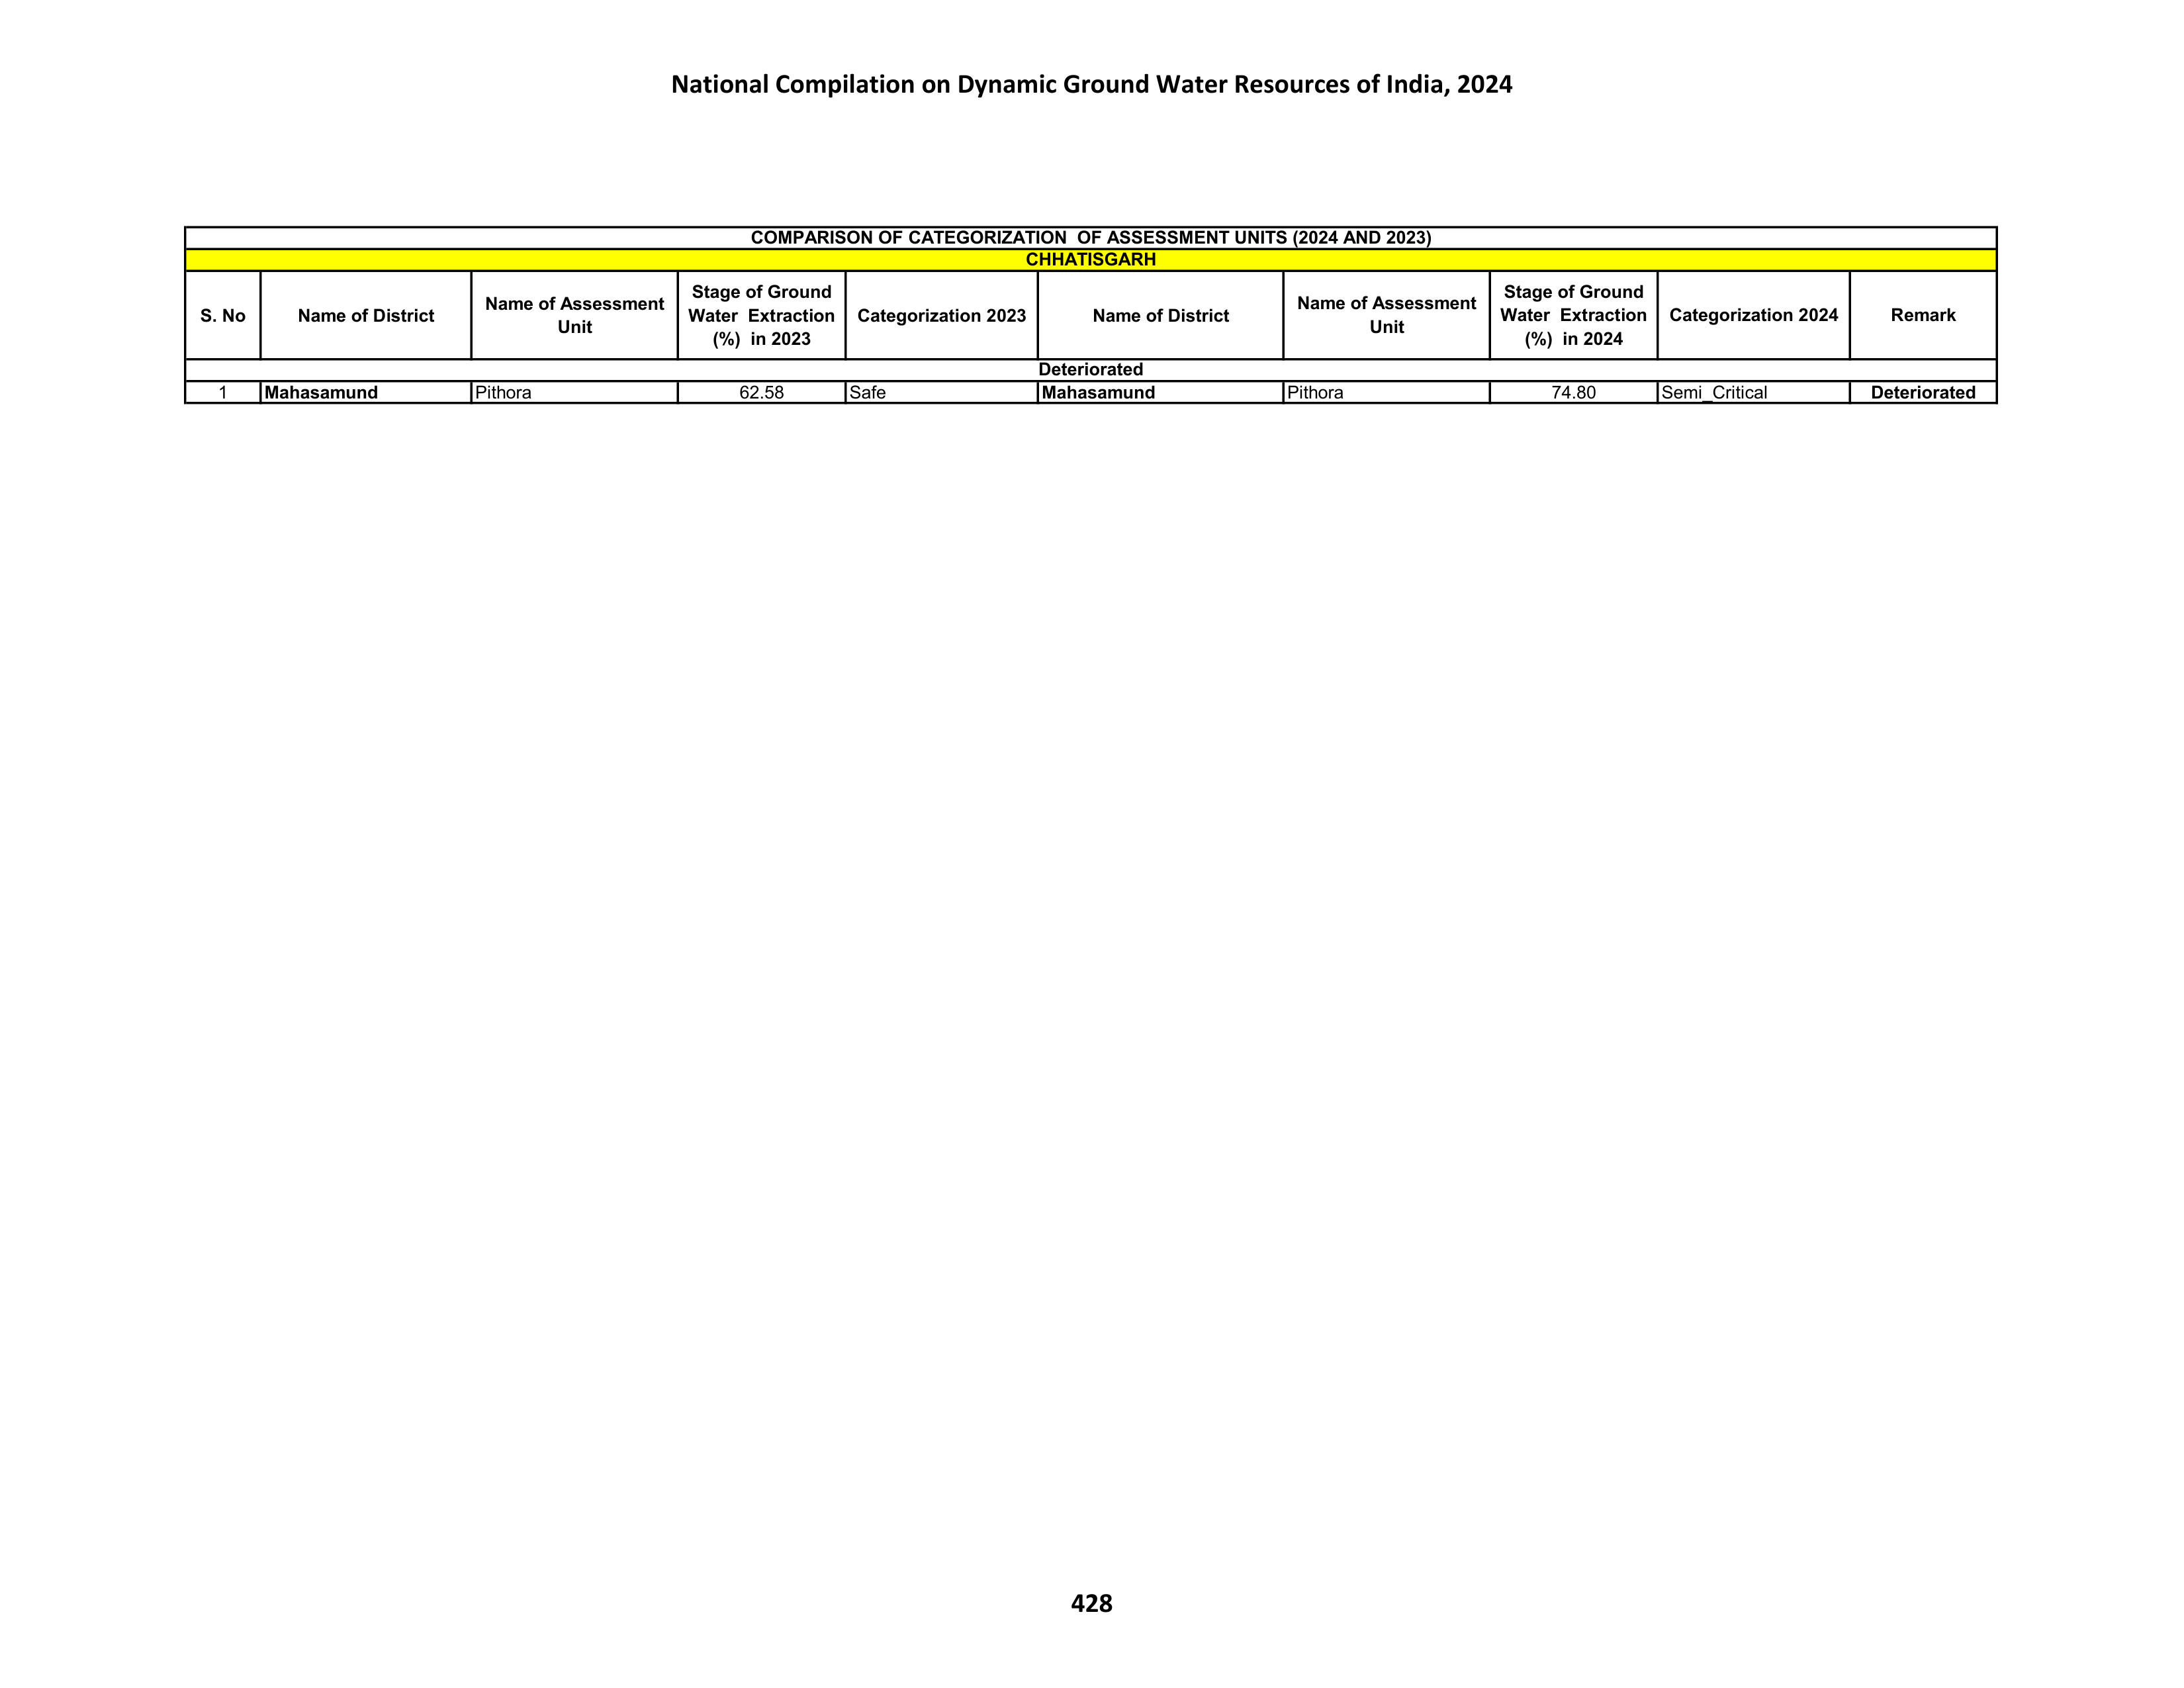 National Compilation on Dynamic Ground Water Resources of India, 2024
COMPARISON OF CATEGORIZATION OF ASSESSMENT UNITS (2024 AND 2023)
CHHATISGARH
S. No
Name of District
Name of Assessment
Unit
Stage of Ground
Water Extraction
(%) in 2023
Categorization 2023
Name of District
Name of Assessment
Unit
Stage of Ground
Water Extraction
(%) in 2024
Categorization 2024
Remark
Deteriorated
1 Mahasamund Pithora 62.58 Safe Mahasamund Pithora 74.80 Semi_Critical Deteriorated
428